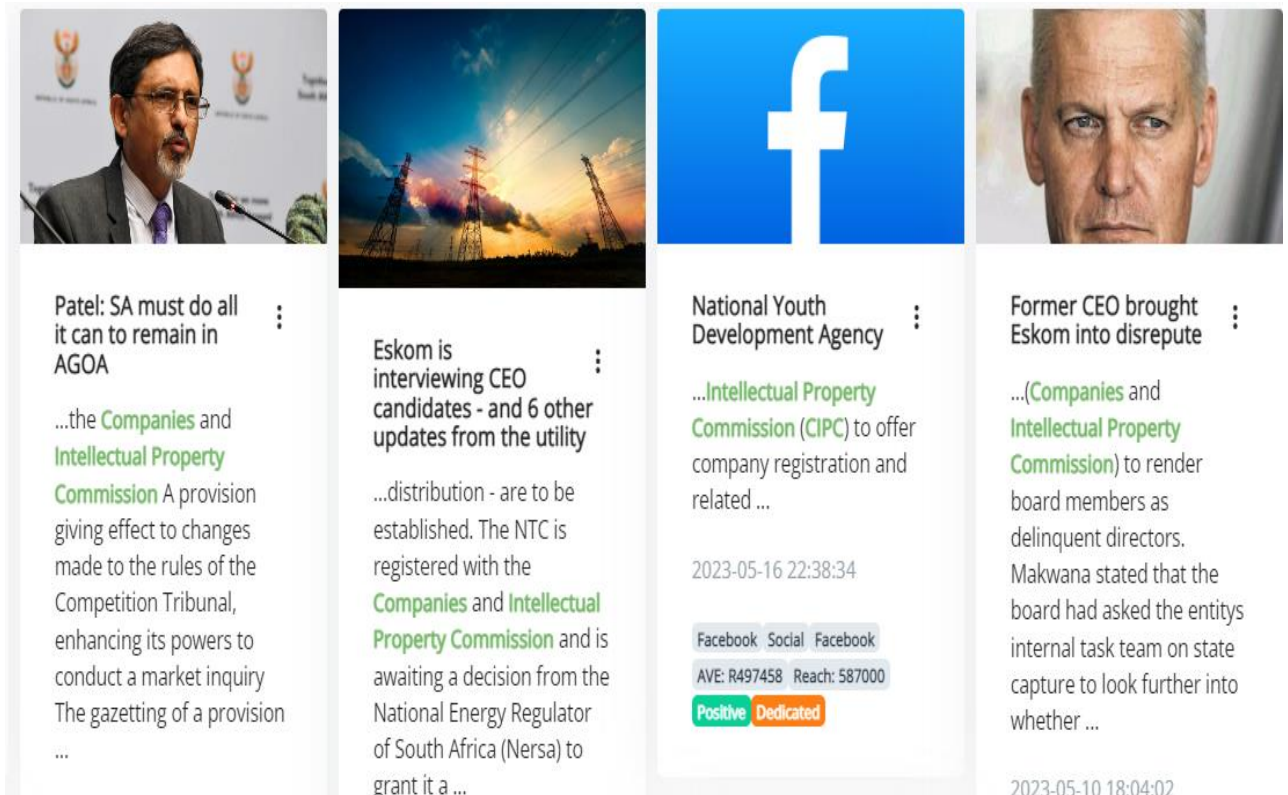 Patel: SA must do all
it can to remain in
AGOA
...the Companies and
Intellectual Property
Commission A provision
giving effect to changes
made to the rules of the
Competition Tribunal,
enhancing its powers to
conduct a market inquiry
The gazetting of a provision
...
Eskom is
interviewing CEO
candidates - and 6 other
updates from the utility
...distribution - are to be
established. The NTC is
registered with the
Companies and Intellectual
Property Commission and is
awaiting a decision from the
National Energy Regulator
of South Africa (Nersa) to
grant it a ...
National Youth
Development Agency
...Intellectual Property
Commission (CIPC) to offer
company registration and
related ...
2023-05-16 22:38:34
Facebook Social Facebook
AVE: R497458 Reach: 587000
Positive Dedicated
Former CEO brought
Eskom into disrepute
...(Companies and
Intellectual Property
Commission) to render
board members as
delinquent directors.
Makwana stated that the
board had asked the entitys
internal task team on state
capture to look further into
whether ...
2023-05-10 18:04:02